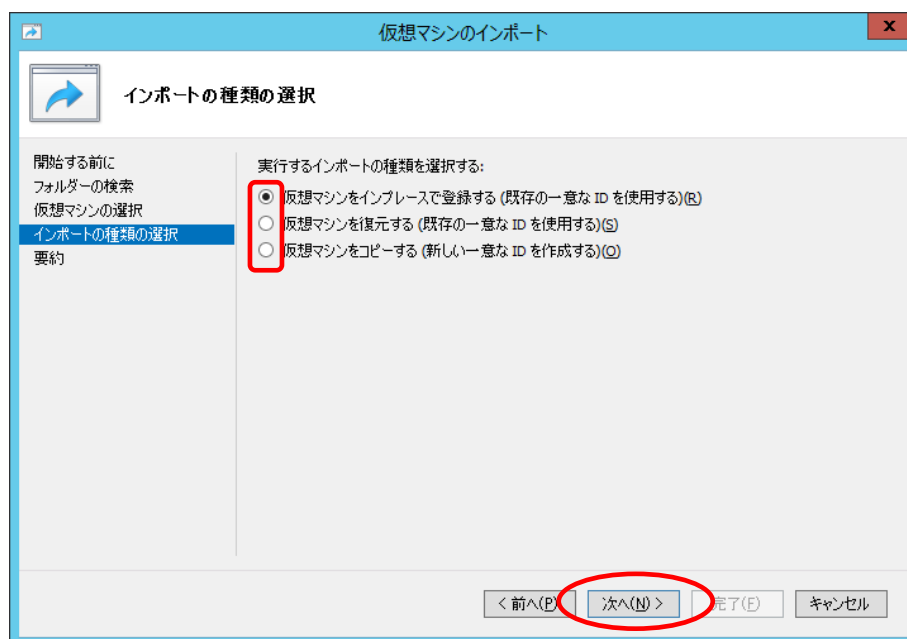 仮想マシンのインポート
x
インポートの種類の選択
開始する前に
フォルダーの検索
仮想マシンの選択
インポートの種類の選択
要約
実行するインポートの種類を選択する:
仮想マシンをインプレースで登録する (既存の一意な ID を使用する)(R)
仮想マシンを復元する (既存の一意な ID を使用する)(S)
仮想マシンをコピーする (新しい一意な ID を作成する)(O)
< 前へ(P)
次へ(N) >
完了(F)
キャンセル